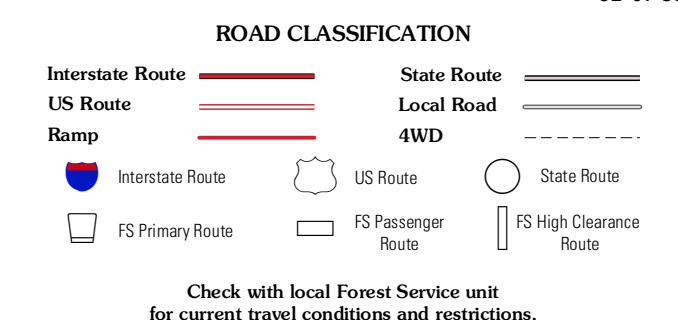 ROAD CLASSIFICATION
Interstate Route
State Route
US Route
Local Road
Ramp
4WD
Interstate Route
US Route
State Route
FS Primary Route
FS Passenger
Route
FS High Clearance
Route
Check with local Forest Service unit
for current travel conditions and restrictions.